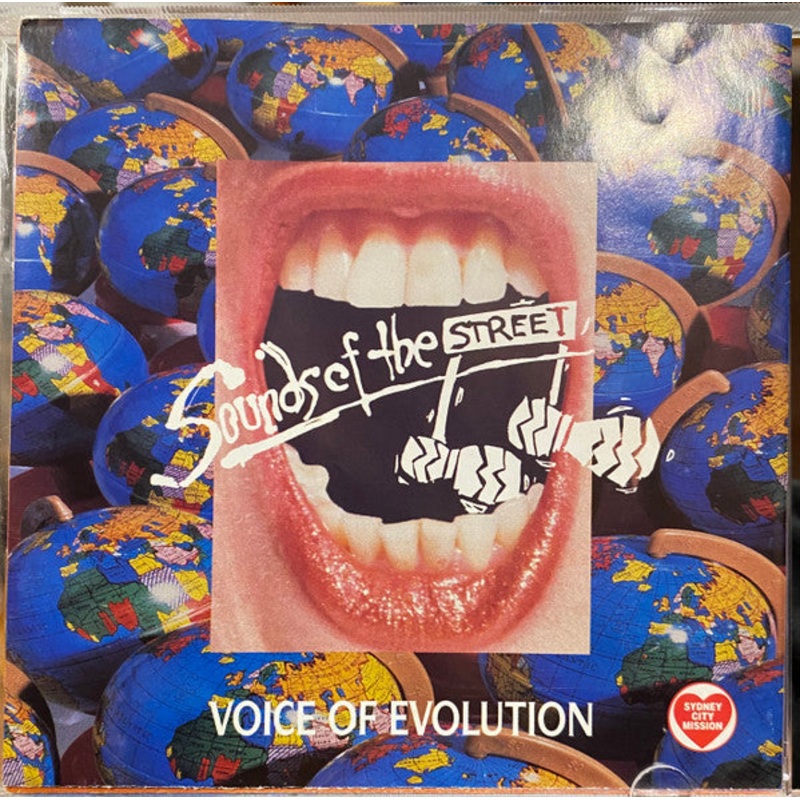 Sounds of the STREET
VOICE OF EVOLUTION
SYDNEY
CITY
MISSION